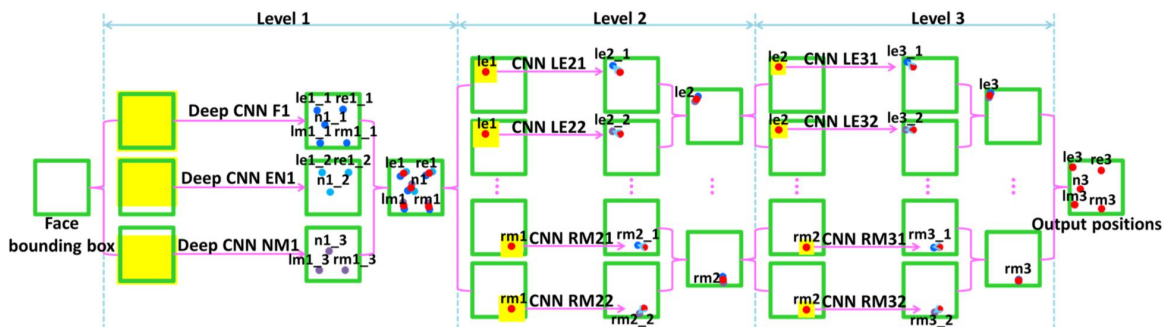 Level 1
Level 2
Level 3
Face
bounding box
Deep CNN F1
le1_1 re1_1
n1_1
lm1_1 rm1_1
Deep CNN EN1
le1_2 re1_2
n1_2
Deep CNN NM1
n1_3
lm1_3 rm1_3
le1 re1
n1
lm1 rm1
le1
CNN LE21
le2_1
le1
CNN LE22
le2_2
le2
rm1
CNN RM21
rm2_1
rm1
CNN RM22
rm2_2
rm2
le2
CNN LE31
le3_1
le2
CNN LE32
le3_2
le3
rm2
CNN RM31
rm3_1
rm2
CNN RM32
rm3_2
rm3
le3 re3
n3
lm3 rm3
Output positions